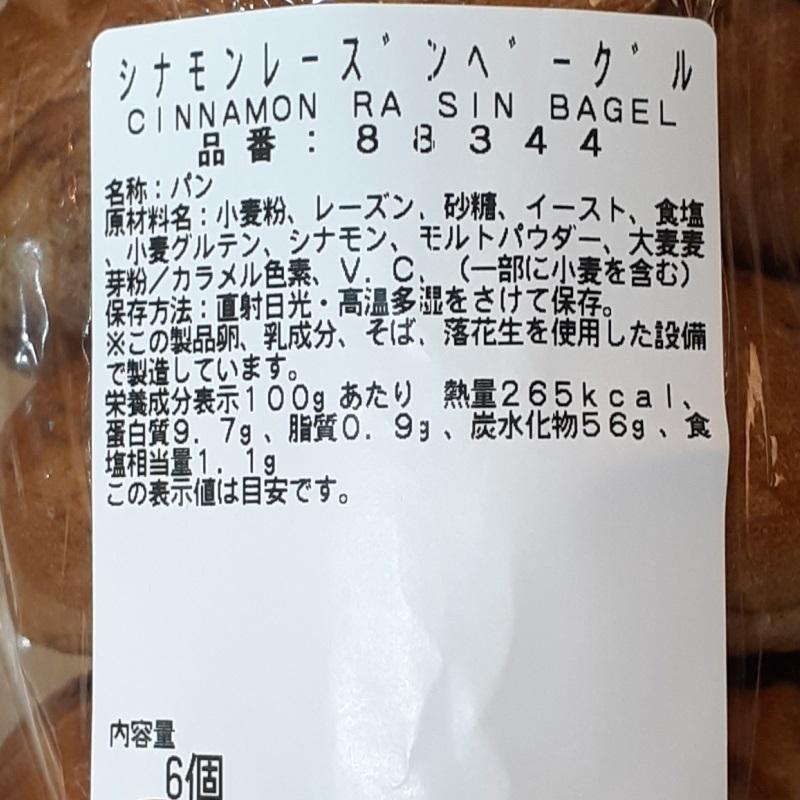 シナモンレーズンベーグル
CINNAMON RA SIN BAGEL
品番：88344
名称：パン
原材料名：小麦粉、レーズン、砂糖、イースト、食塩
、小麦グルテン、シナモン、モルトパウダー、大麦麦
芽粉／カラメル色素、V．C．（一部に小麦を含む）
保存方法：直射日光・高温多湿をさけて保存。
※この製品卵、乳成分、そば、落花生を使用した設備
で製造しています。
栄養成分表示100gあたり 熱量265kcal、
蛋白質9．7g、脂質0．9g、炭水化物56g、食
塩相当量1．1g
この表示値は目安です。
内容量
6個